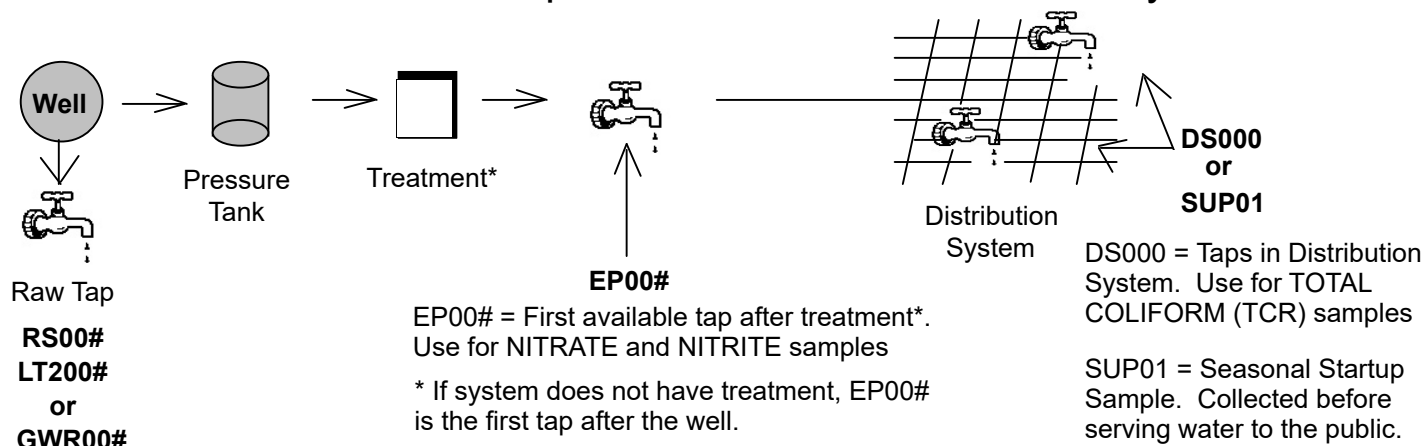 Well
Pressure
Tank
Treatment*
Raw Tap
RS00#
LT200#
or
GWR00#
EP00#
EP00# = First available tap after treatment*.
Use for NITRATE and NITRITE samples
* If system does not have treatment, EP00#
is the first tap after the well.
Distribution
System
DS000
or
SUP01
DS000 = Taps in Distribution
System. Use for TOTAL
COLIFORM (TCR) samples
SUP01 = Seasonal Startup
Sample. Collected before
serving water to the public.